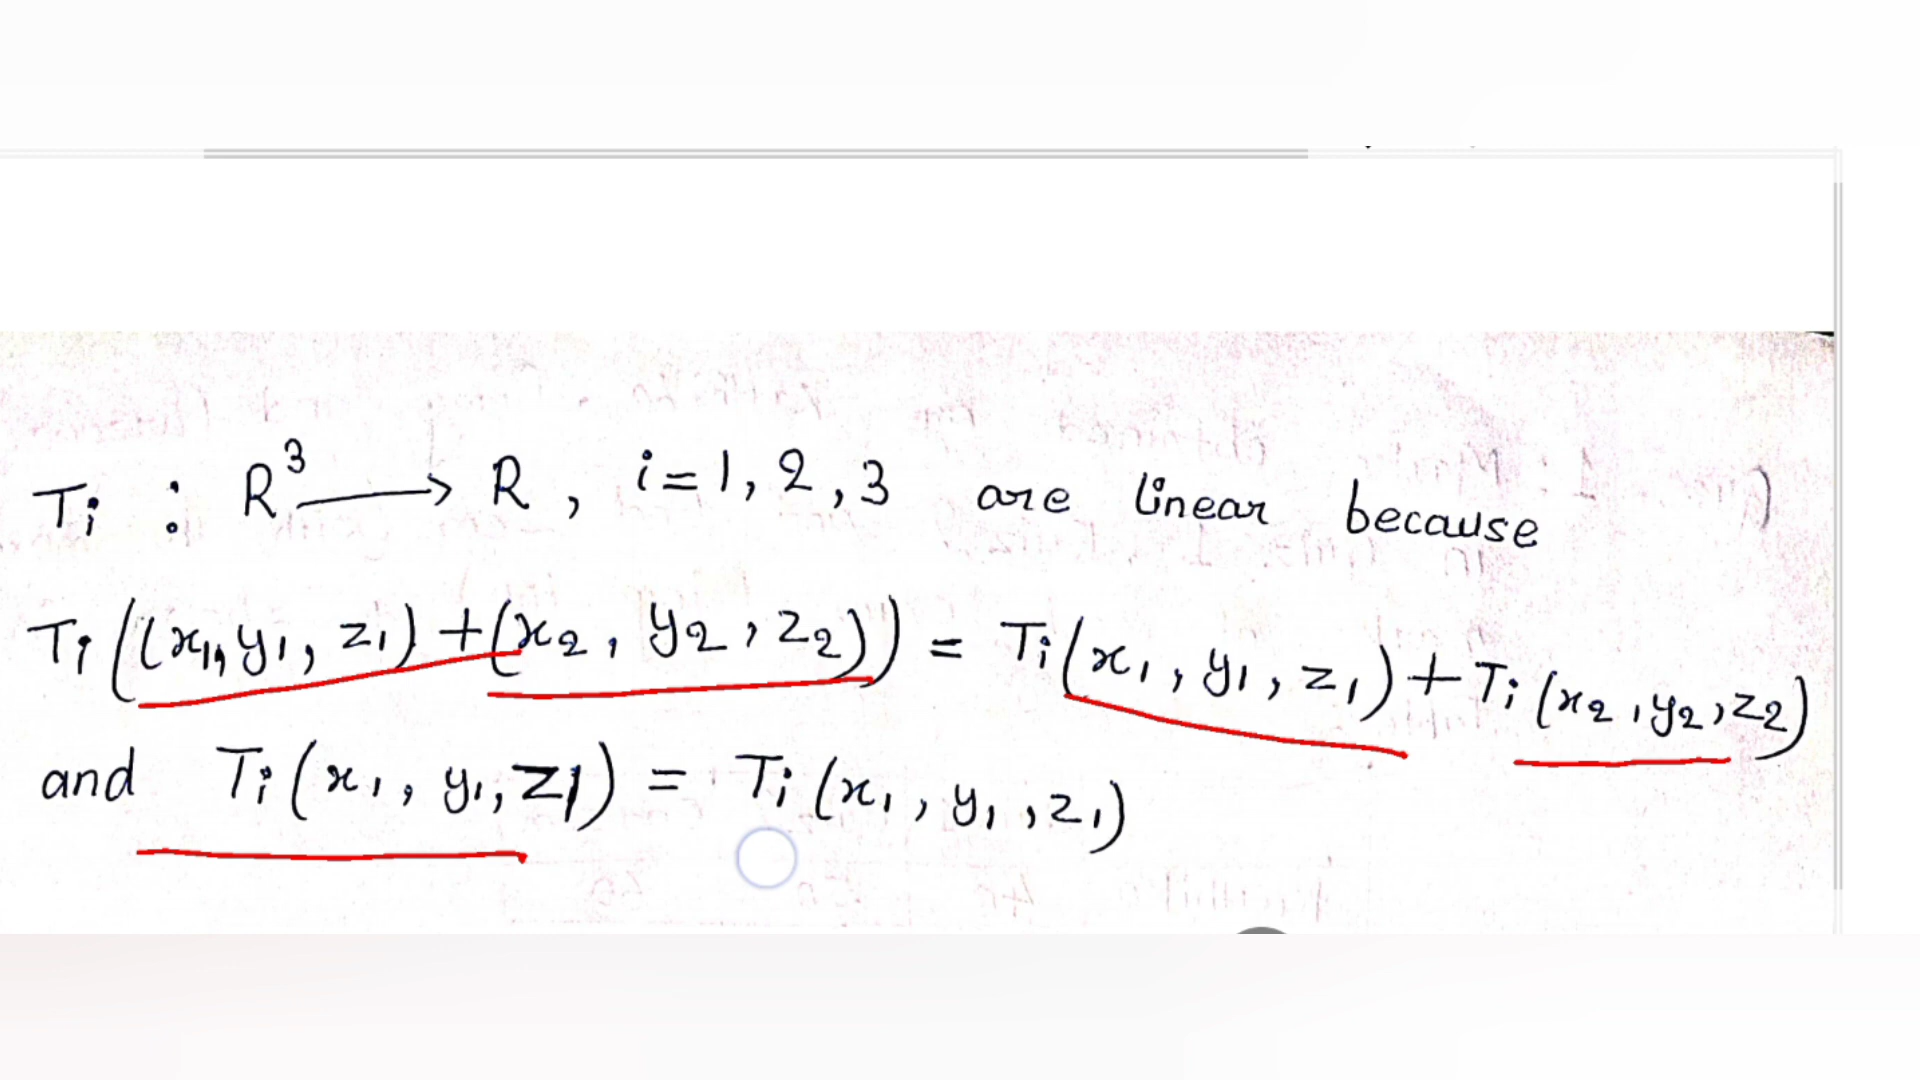 Ti : R³ → R , i = 1, 2, 3 are linear because
Ti ((x₁, y₁, z₁) + (x₂, y₂, z₂)) = Ti (x₁, y₁, z₁) + Ti (x₂, y₂, z₂)
and Ti (x₁, y₁, z₁) = Ti (x₁, y₁, z₁)